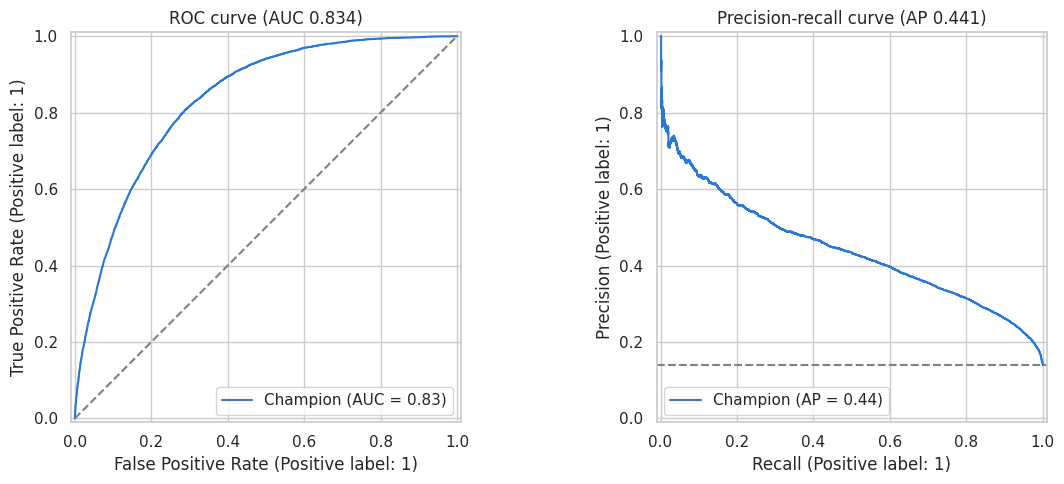 ROC curve (AUC 0.834)
True Positive Rate (Positive label: 1)
1.0
0.8
0.6
0.4
0.2
0.0
Champion (AUC = 0.83)
0.0 0.2 0.4 0.6 0.8 1.0
False Positive Rate (Positive label: 1)
Precision-recall curve (AP 0.441)
Precision (Positive label: 1)
1.0
0.8
0.6
0.4
0.2
0.0
Champion (AP = 0.44)
0.0 0.2 0.4 0.6 0.8 1.0
Recall (Positive label: 1)